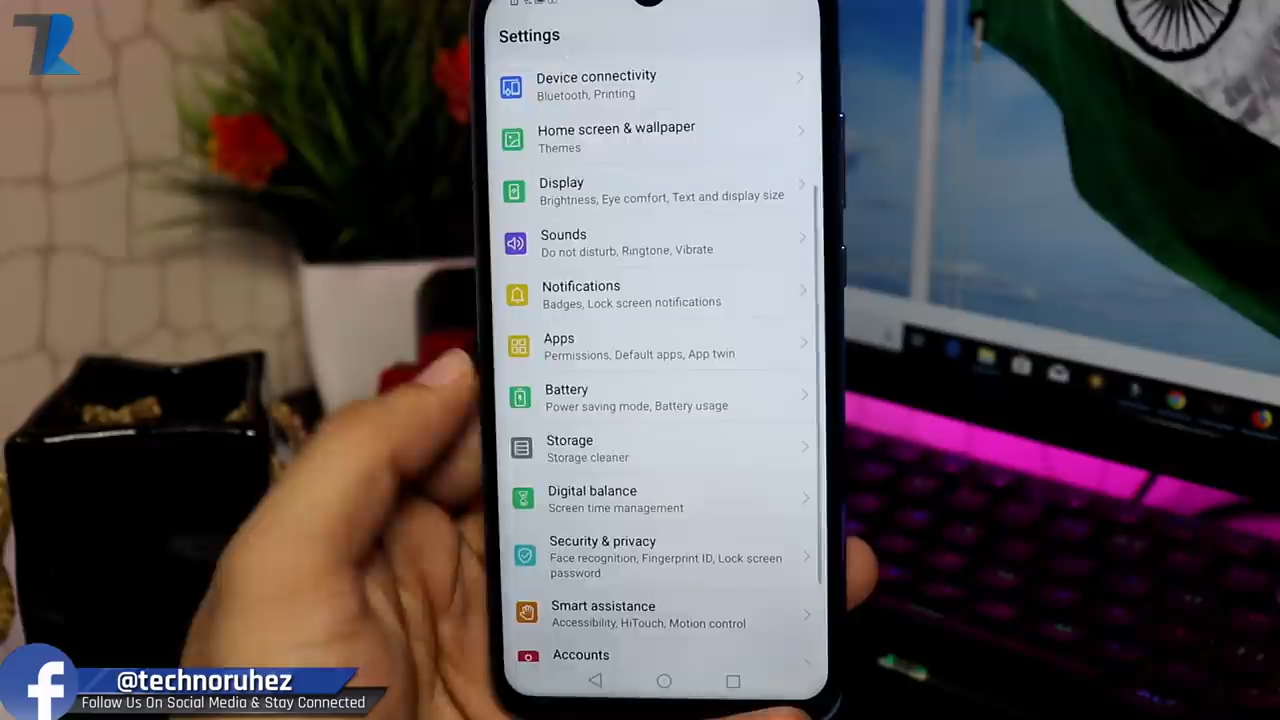 Settings
Device connectivity
Bluetooth, Printing
Home screen & wallpaper
Themes
Display
Brightness, Eye comfort, Text and display size
Sounds
Do not disturb, Ringtone, Vibrate
Notifications
Badges, Lock screen notifications
Apps
Permissions, Default apps, App twin
Battery
Power saving mode, Battery usage
Storage
Storage cleaner
Digital balance
Screen time management
Security & privacy
Face recognition, Fingerprint ID, Lock screen
password
Smart assistance
Accessibility, HiTouch, Motion control
Accounts
@technoruhez
Follow Us On Social Media & Stay Connected